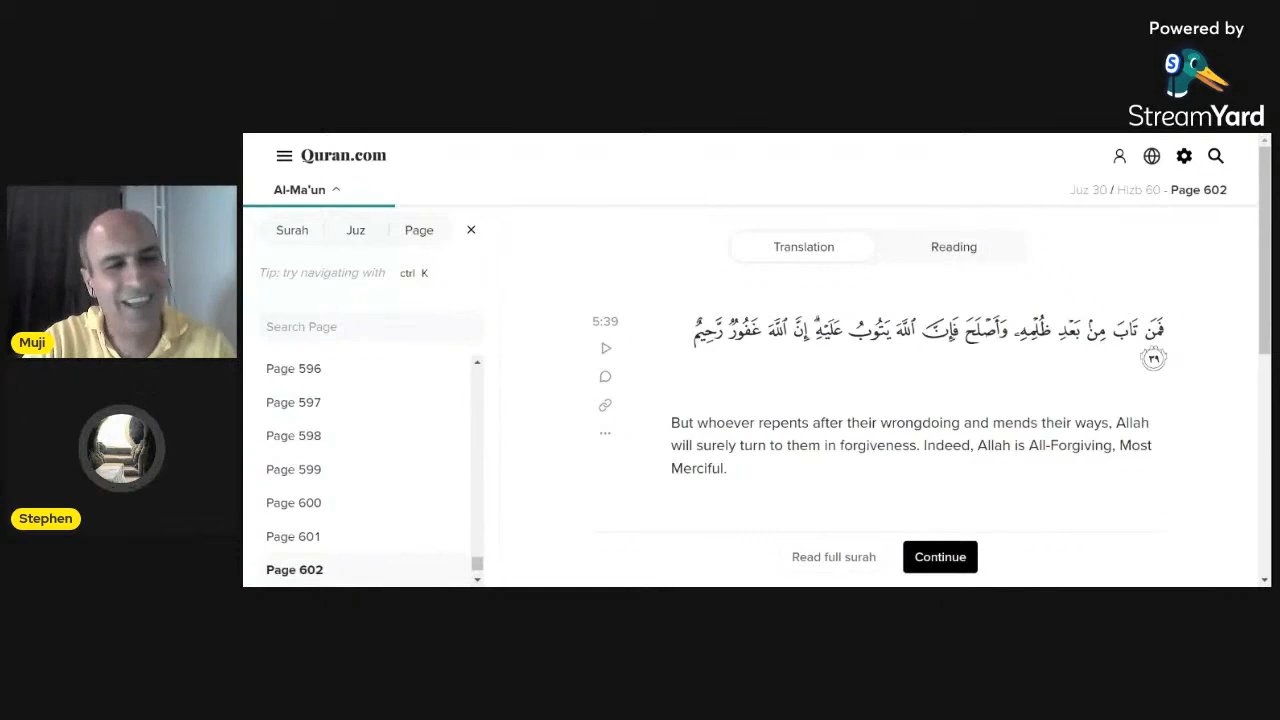 Powered by
StreamYard
Quran.com
Al-Ma'un
Juz 30 / Hizb 60 - Page 602
Surah
Juz
Page
Tip: try navigating with ctrl K
Search Page
Page 596
Page 597
Page 598
Page 599
Page 600
Page 601
Page 602
Translation
Reading
5:39
فَمَن تَابَ مِنۢ بَعْدِ ظُلْمِهِۦ وَأَصْلَحَ فَإِنَّ ٱللَّهَ يَتُوبُ عَلَيْهِ ۗ إِنَّ ٱللَّهَ غَفُورٌ رَّحِيمٌ
٣٩
But whoever repents after their wrongdoing and mends their ways, Allah
will surely turn to them in forgiveness. Indeed, Allah is All-Forgiving, Most
Merciful.
Read full surah
Continue
Muji
Stephen